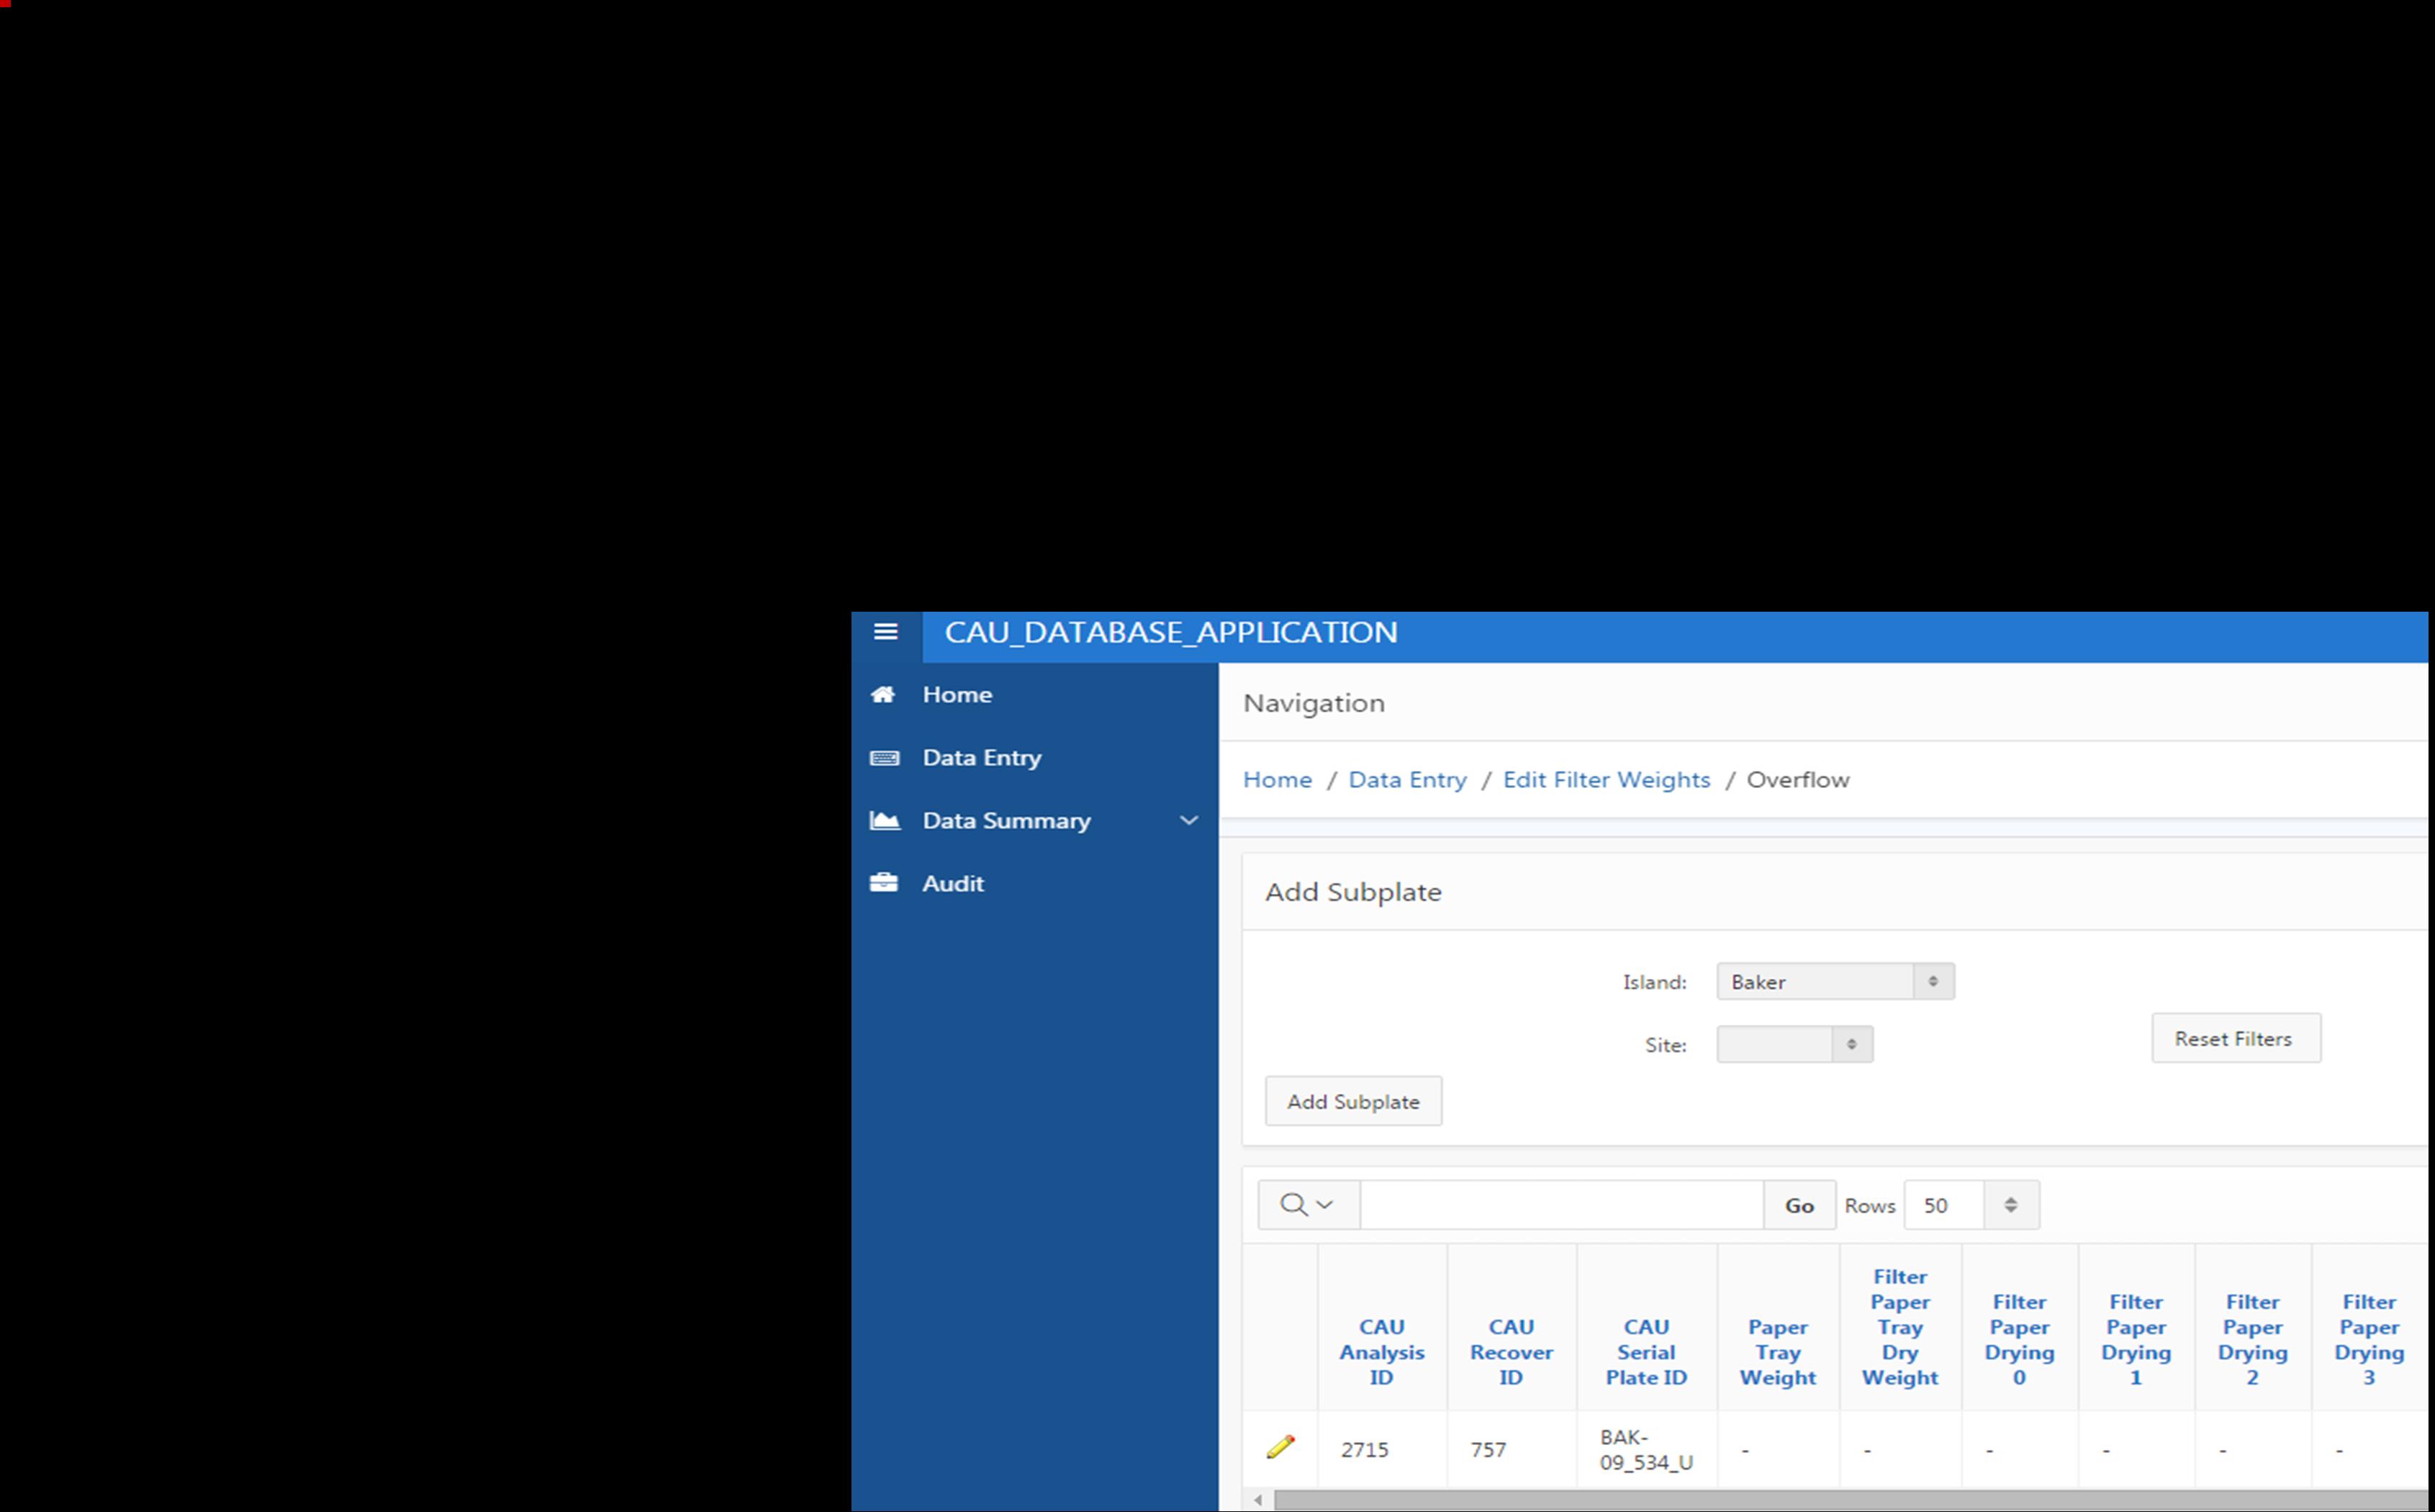 CAU_DATABASE_APPLICATION
Home
Data Entry
Data Summary
Audit
Navigation
Home / Data Entry / Edit Filter Weights / Overflow
Add Subplate
Island: Baker
Site:
Reset Filters
Add Subplate
Go Rows 50
CAU Analysis ID
CAU Recover ID
CAU Serial Plate ID
Paper Tray Weight
Filter Paper Tray Dry Weight
Filter Paper Drying 0
Filter Paper Drying 1
Filter Paper Drying 2
Filter Paper Drying 3
2715 757 BAK-09_534_U - - - - - -